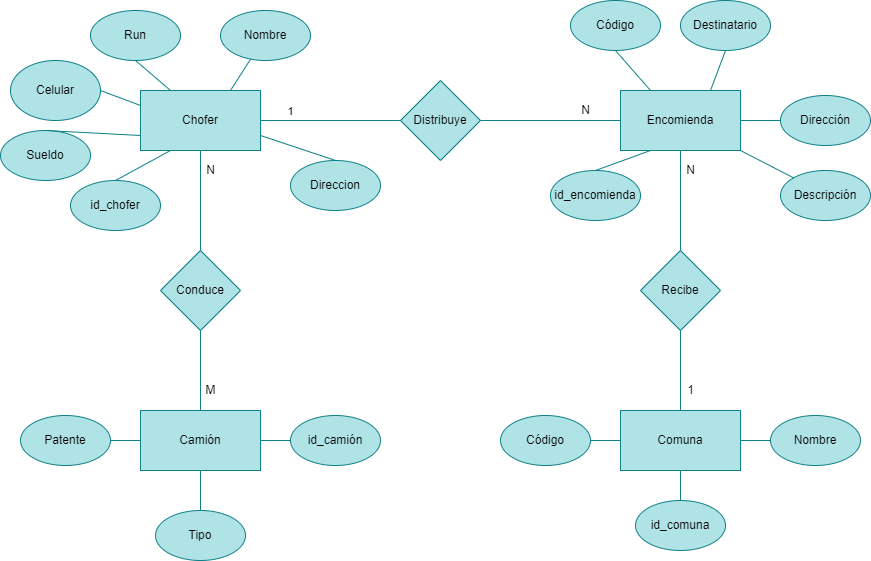 Run
Nombre
Código
Destinatario
Celular
Chofer
1
Distribuye
N
Encomienda
Dirección
Sueldo
id_chofer
N
Direccion
id_encomienda
N
Descripción
Conduce
Recibe
M
1
Patente
Camión
id_camión
Código
Comuna
Nombre
Tipo
id_comuna